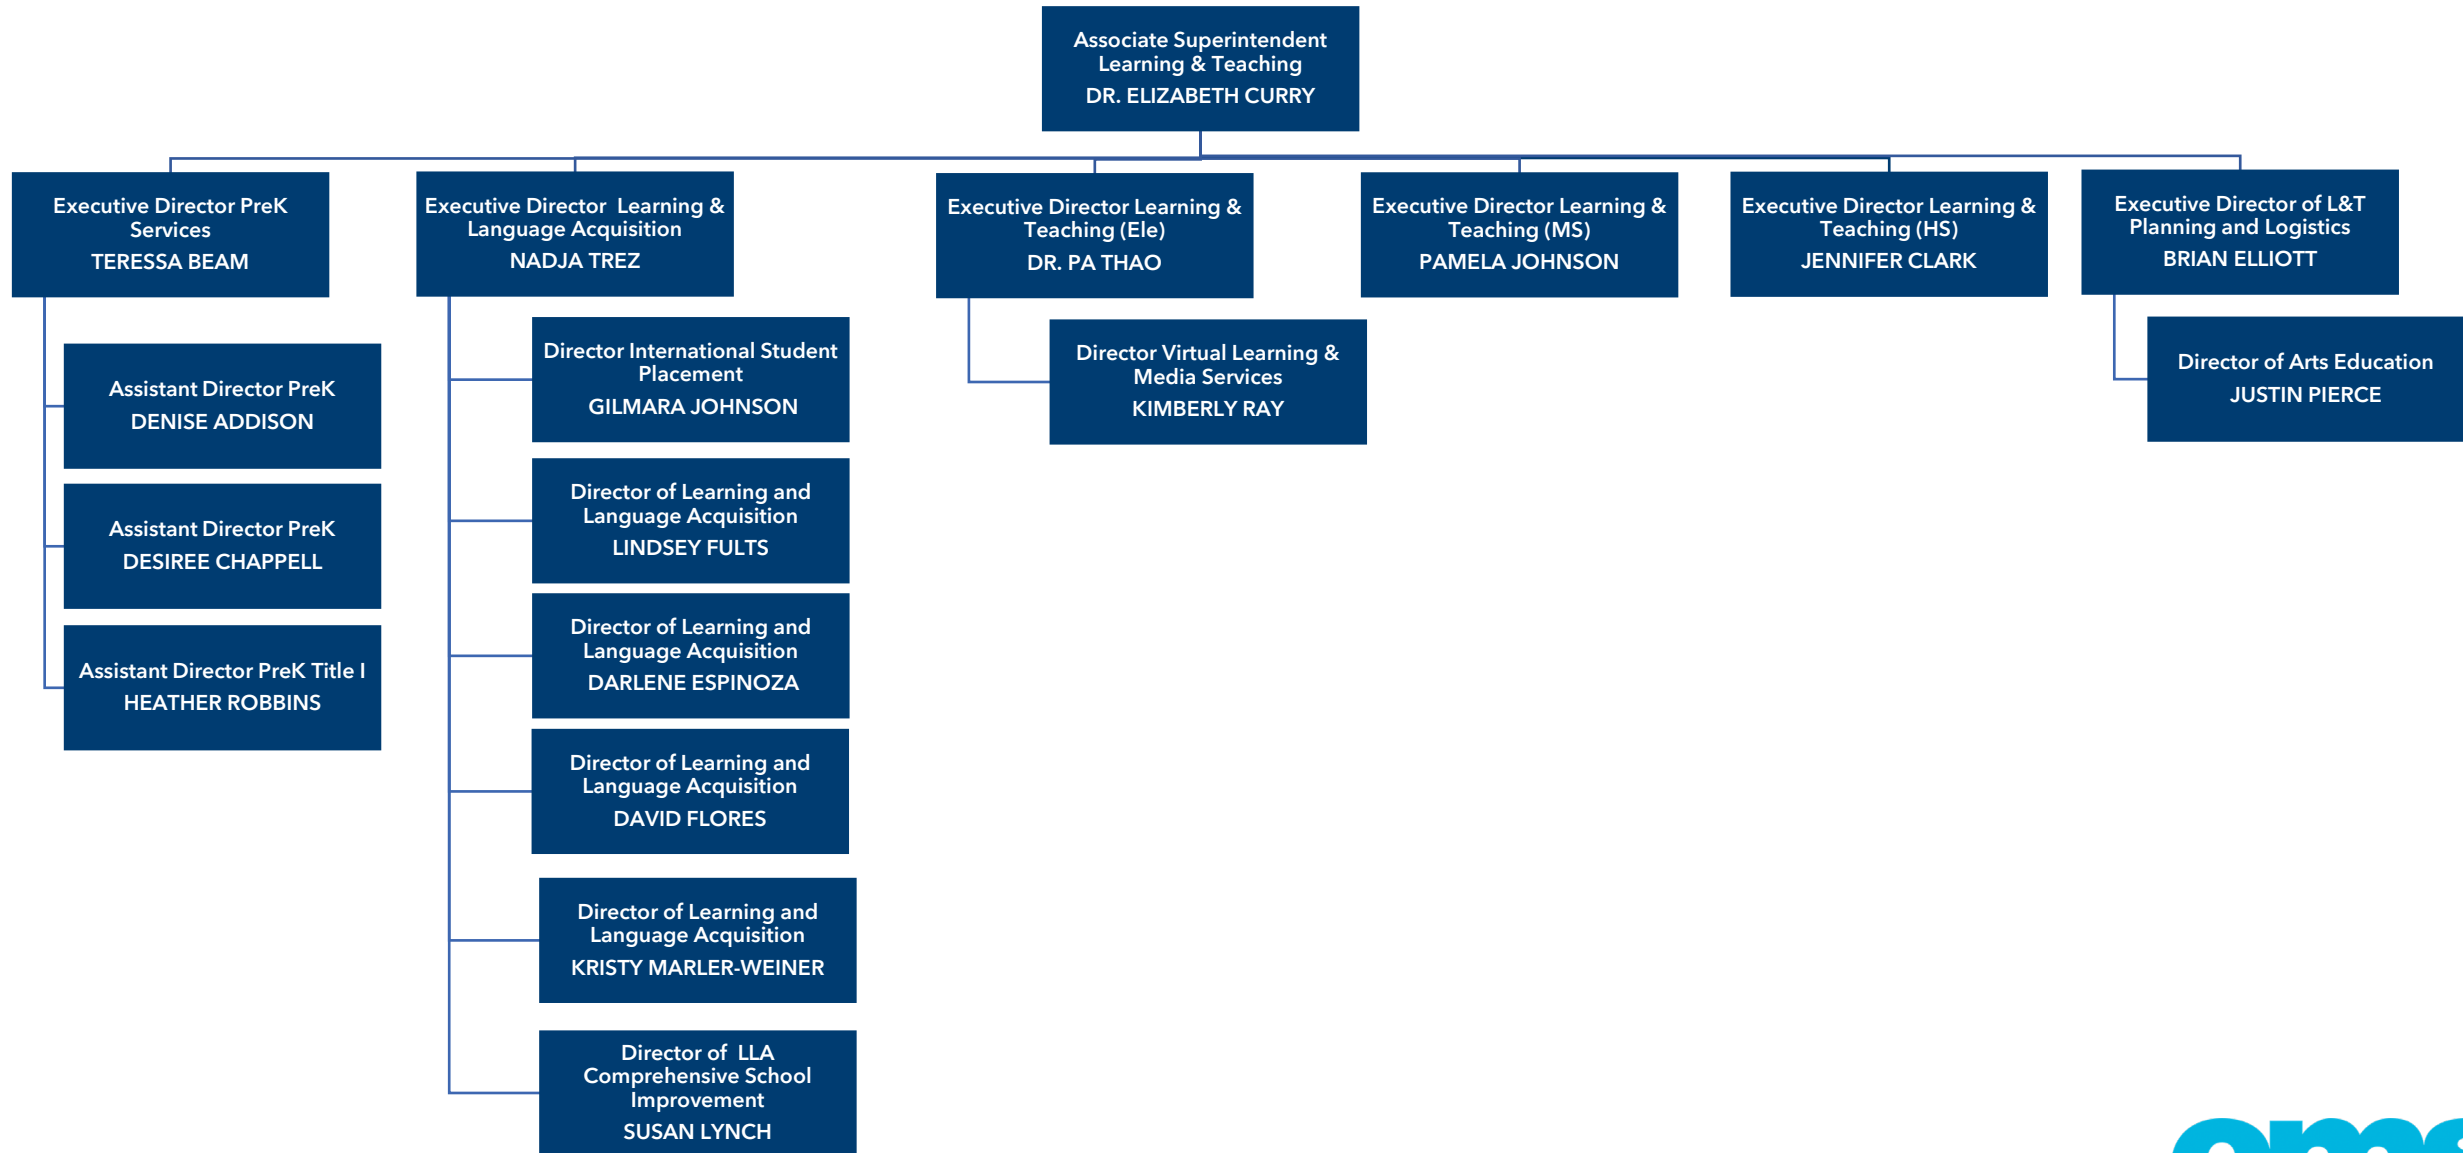 Associate Superintendent
Learning & Teaching
DR. ELIZABETH CURRY
Executive Director PreK
Services
TERESSA BEAM
Executive Director Learning &
Language Acquisition
NADJA TREZ
Executive Director Learning &
Teaching (Ele)
DR. PA THAO
Executive Director Learning &
Teaching (MS)
PAMELA JOHNSON
Executive Director Learning &
Teaching (HS)
JENNIFER CLARK
Executive Director of L&T
Planning and Logistics
BRIAN ELLIOTT
Assistant Director PreK
DENISE ADDISON
Assistant Director PreK
DESIREE CHAPPELL
Assistant Director PreK Title I
HEATHER ROBBINS
Director International Student
Placement
GILMARA JOHNSON
Director of Learning and
Language Acquisition
LINDSEY FULTS
Director of Learning and
Language Acquisition
DARLENE ESPINOZA
Director of Learning and
Language Acquisition
DAVID FLORES
Director of Learning and
Language Acquisition
KRISTY MARLER-WEINER
Director of LLA
Comprehensive School
Improvement
SUSAN LYNCH
Director Virtual Learning &
Media Services
KIMBERLY RAY
Director of Arts Education
JUSTIN PIERCE